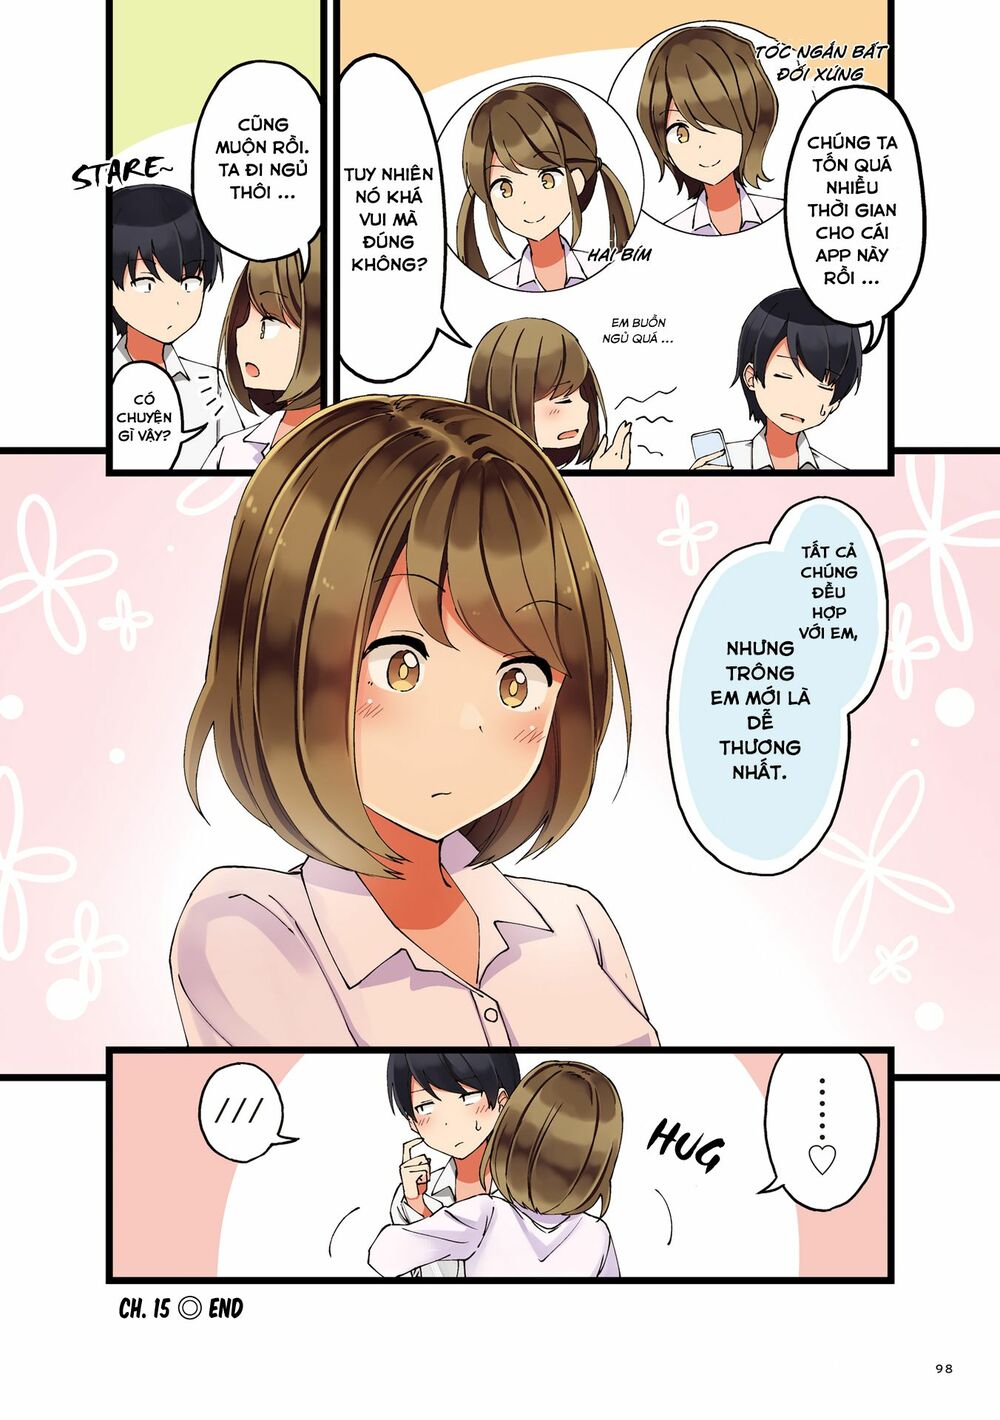 TÓC NGẮN BẤT
ĐỐI XỨNG
CHÚNG TA
TỐN QUÁ
NHIỀU
THỜI GIAN
CHO CÁI
APP NÀY
RỒI ...
HAI BÍM
EM BUỒN
NGỦ QUÁ ...
TUY NHIÊN
NÓ KHÁ
VUI MÀ
ĐÚNG
KHÔNG?
CŨNG
MUỘN RỒI.
TA ĐI NGỦ
THÔI ...
STARE~
CÓ
CHUYỆN
GÌ VẬY?
TẤT CẢ
CHÚNG
ĐỀU
HỢP
VỚI EM,
NHƯNG
TRÔNG
EM MỚI LÀ
DỄ
THƯƠNG
NHẤT.
......♡
HUG
///
CH. 15 ◎ END
98